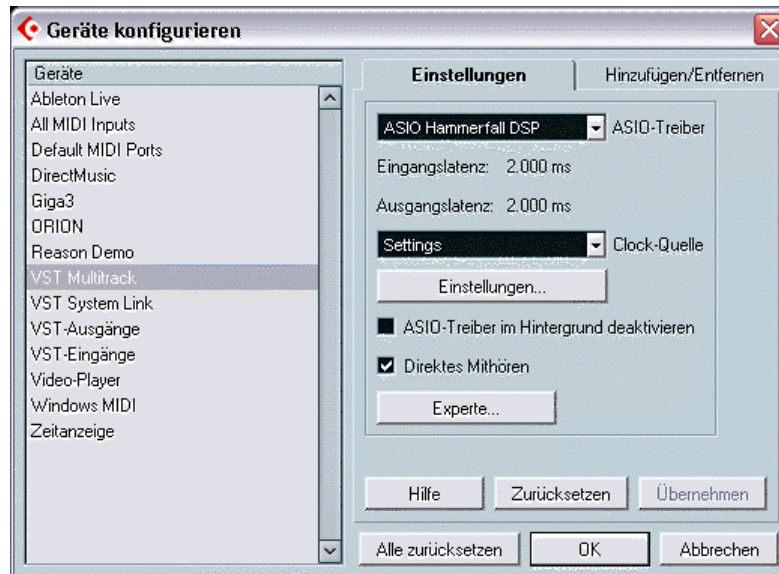 Geräte konfigurieren
Geräte
Ableton Live
All MIDI Inputs
Default MIDI Ports
DirectMusic
Giga3
ORION
Reason Demo
VST Multitrack
VST System Link
VST-Ausgänge
VST-Eingänge
Video-Player
Windows MIDI
Zeitanzeige
Einstellungen
Hinzufügen/Entfernen
ASIO Hammerfall DSP ASIO-Treiber
Eingangslatenz: 2.000 ms
Ausgangslatenz: 2.000 ms
Settings Clock-Quelle
Einstellungen...
ASIO-Treiber im Hintergrund deaktivieren
Direktes Mithören
Experte...
Hilfe Zurücksetzen Übernehmen
Alle zurücksetzen OK Abbrechen